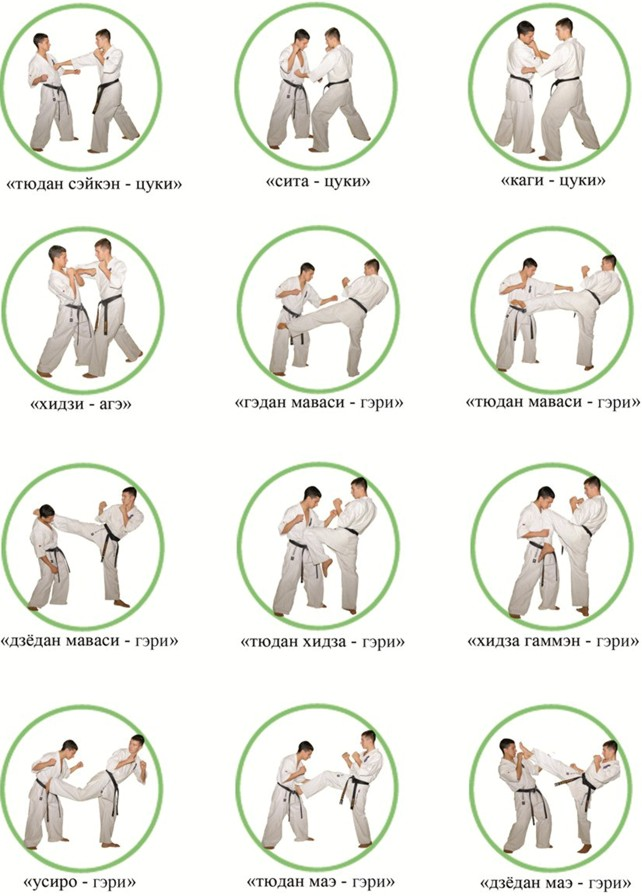 «тюдан сэйкэн - цуки»
«сита - цуки»
«каги - цуки»
«хидзи - агэ»
«гэдан маваси - гэри»
«тюдан маваси - гэри»
«дзёдан маваси - гэри»
«тюдан хидза - гэри»
«хидза гаммэн - гэри»
«усиро - гэри»
«тюдан маэ - гэри»
«дзёдан маэ - гэри»